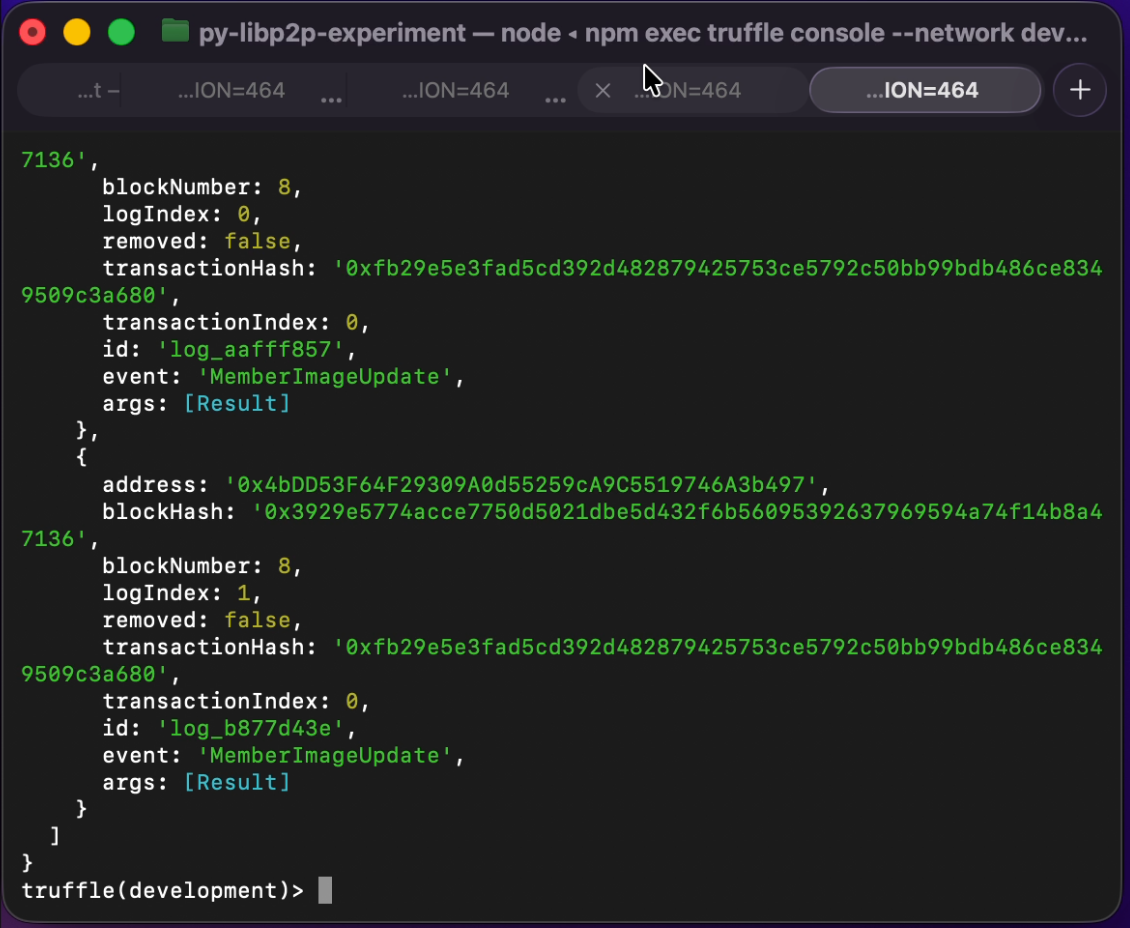 py-libp2p-experiment — node ◂ npm exec truffle console --network dev...
...t – ...ION=464 ... ...ION=464 ... × ...ION=464 ...ION=464 +
7136',
blockNumber: 8,
logIndex: 0,
removed: false,
transactionHash: '0xfb29e5e3fad5cd392d482879425753ce5792c50bb99bdb486ce834
9509c3a680',
transactionIndex: 0,
id: 'log_aafff857',
event: 'MemberImageUpdate',
args: [Result]
},
{
address: '0x4bDD53F64F29309A0d55259cA9C5519746A3b497',
blockHash: '0x3929e5774acce7750d5021dbe5d432f6b56095392637969594a74f14b8a4
7136',
blockNumber: 8,
logIndex: 1,
removed: false,
transactionHash: '0xfb29e5e3fad5cd392d482879425753ce5792c50bb99bdb486ce834
9509c3a680',
transactionIndex: 0,
id: 'log_b877d43e',
event: 'MemberImageUpdate',
args: [Result]
}
]
}
truffle(development)>